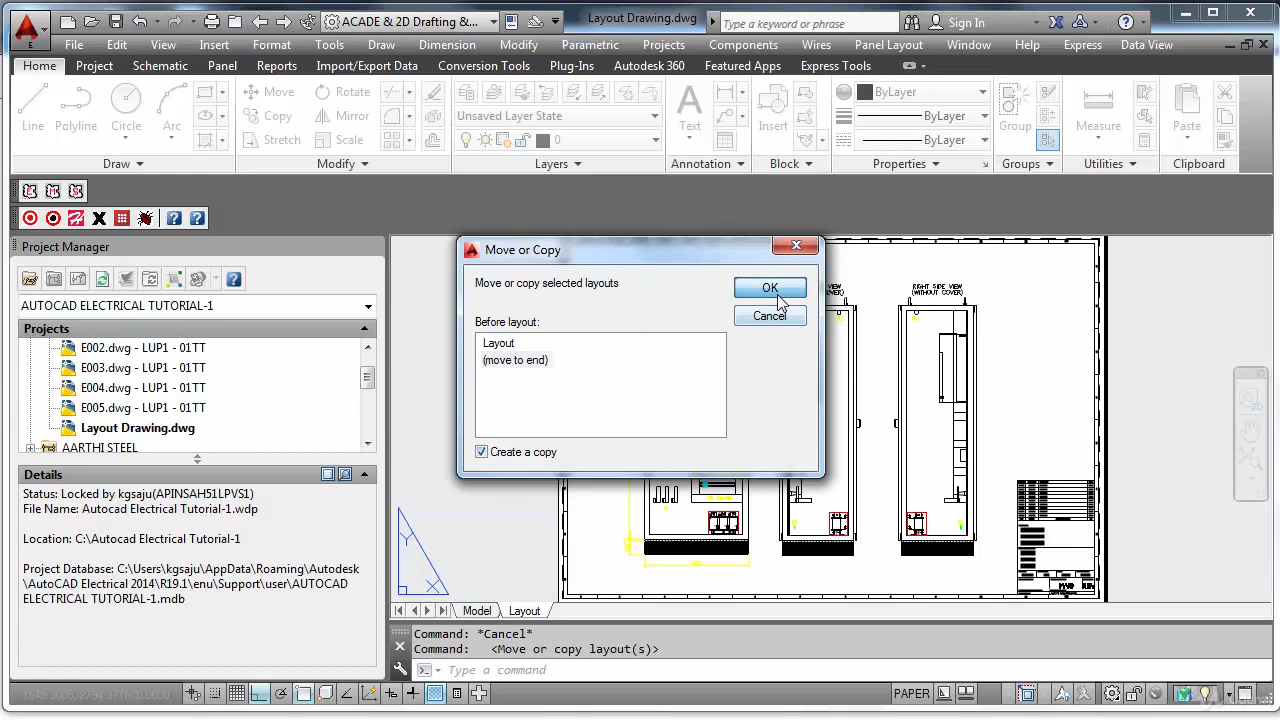 ACADE & 2D Drafting &...
Layout Drawing.dwg
Type a keyword or phrase
Sign In
File Edit View Insert Format Tools Draw Dimension Modify Parametric Projects Components Wires Panel Layout Window Help Express Data View
Home Project Schematic Panel Reports Import/Export Data Conversion Tools Plug-Ins Autodesk 360 Featured Apps Express Tools
Line
Polyline
Circle
Arc
Move
Rotate
Copy
Mirror
Stretch
Scale
Unsaved Layer State
0
Text
Insert
ByLayer
ByLayer
ByLayer
Group
Measure
Paste
Draw
Modify
Layers
Annotation
Block
Properties
Groups
Utilities
Clipboard
Project Manager
AUTOCAD ELECTRICAL TUTORIAL-1
Projects
E002.dwg - LUP1 - 01TT
E003.dwg - LUP1 - 01TT
E004.dwg - LUP1 - 01TT
E005.dwg - LUP1 - 01TT
Layout Drawing.dwg
AARTHI STEEL
Details
Status: Locked by kgsaju(APINSAH51LPVS1)
File Name: Autocad Electrical Tutorial-1.wdp
Location: C:\Autocad Electrical Tutorial-1
Project Database: C:\Users\kgsaju\AppData\Roaming\Autodesk
\AutoCAD Electrical 2014\R19.1\enu\Support\user\AUTOCAD
ELECTRICAL TUTORIAL-1.mdb
Move or Copy
Move or copy selected layouts
OK
Cancel
Before layout:
Layout
(move to end)
Create a copy
RIGHT SIDE VIEW
(WITHOUT COVER)
Y
X
Model
Layout
Command: *Cancel*
Command: <Move or copy layout(s)>
Type a command
PAPER